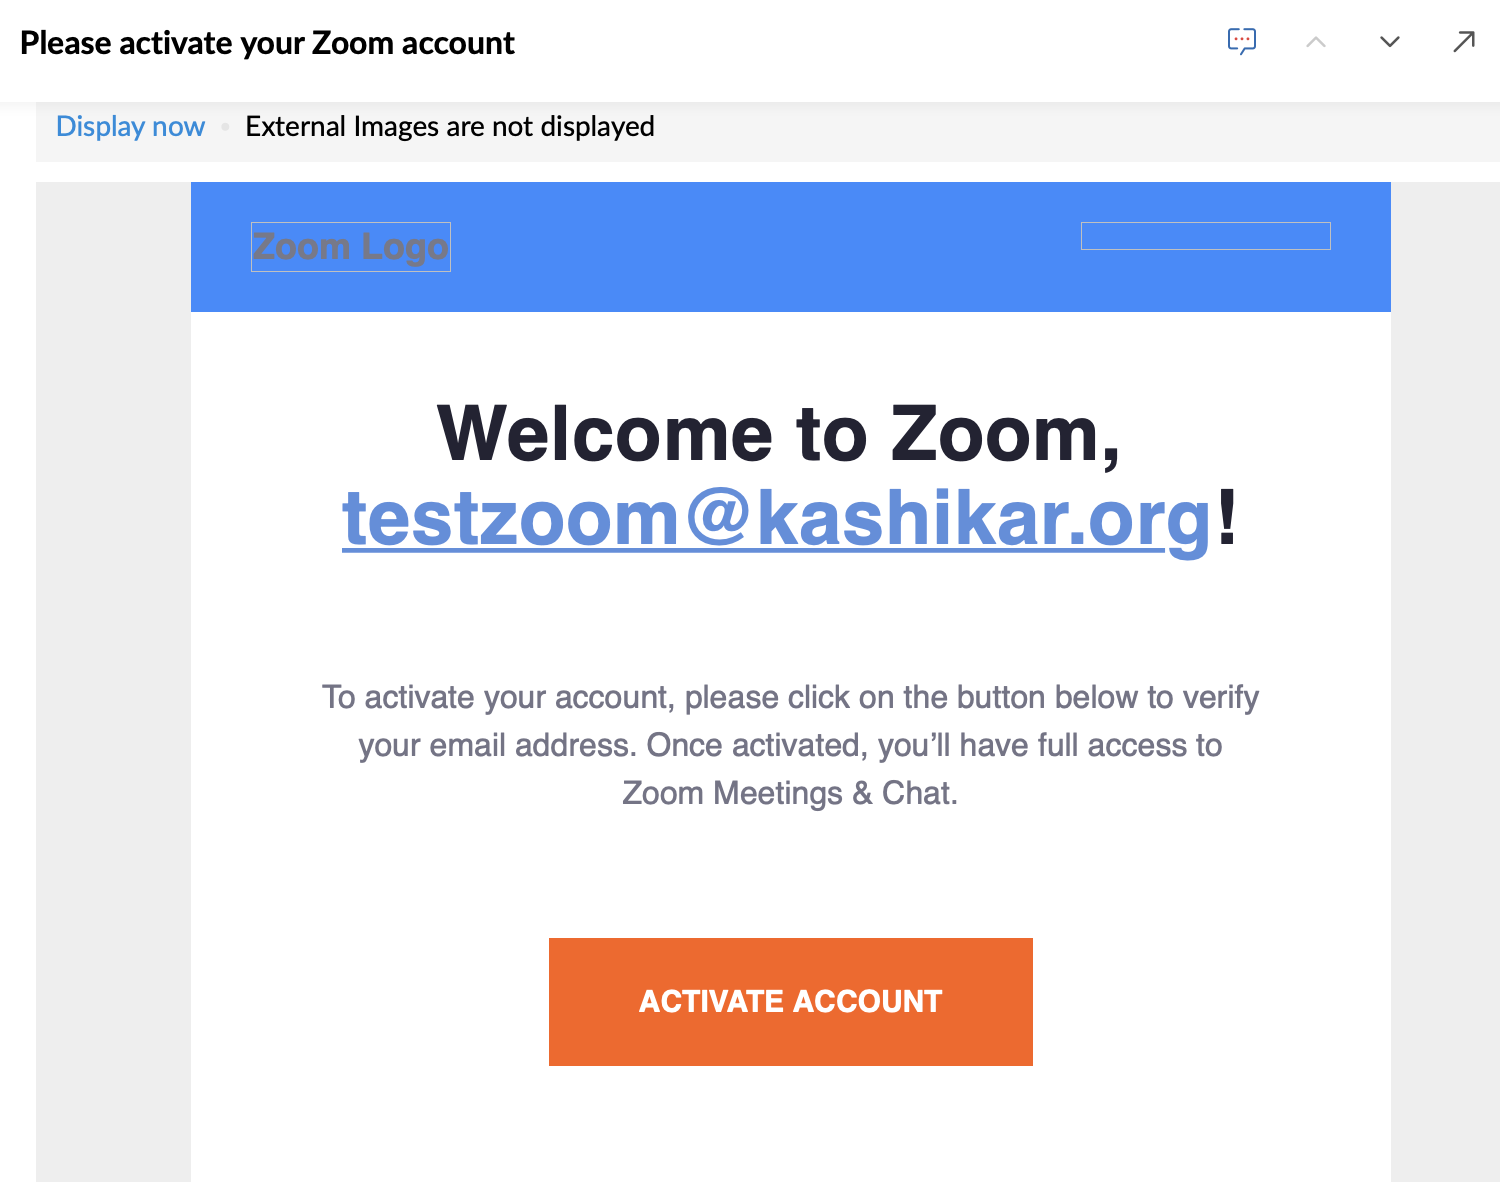 Please activate your Zoom account
Display now • External Images are not displayed
Zoom Logo
Welcome to Zoom,
testzoom@kashikar.org!
To activate your account, please click on the button below to verify
your email address. Once activated, you’ll have full access to
Zoom Meetings & Chat.
ACTIVATE ACCOUNT